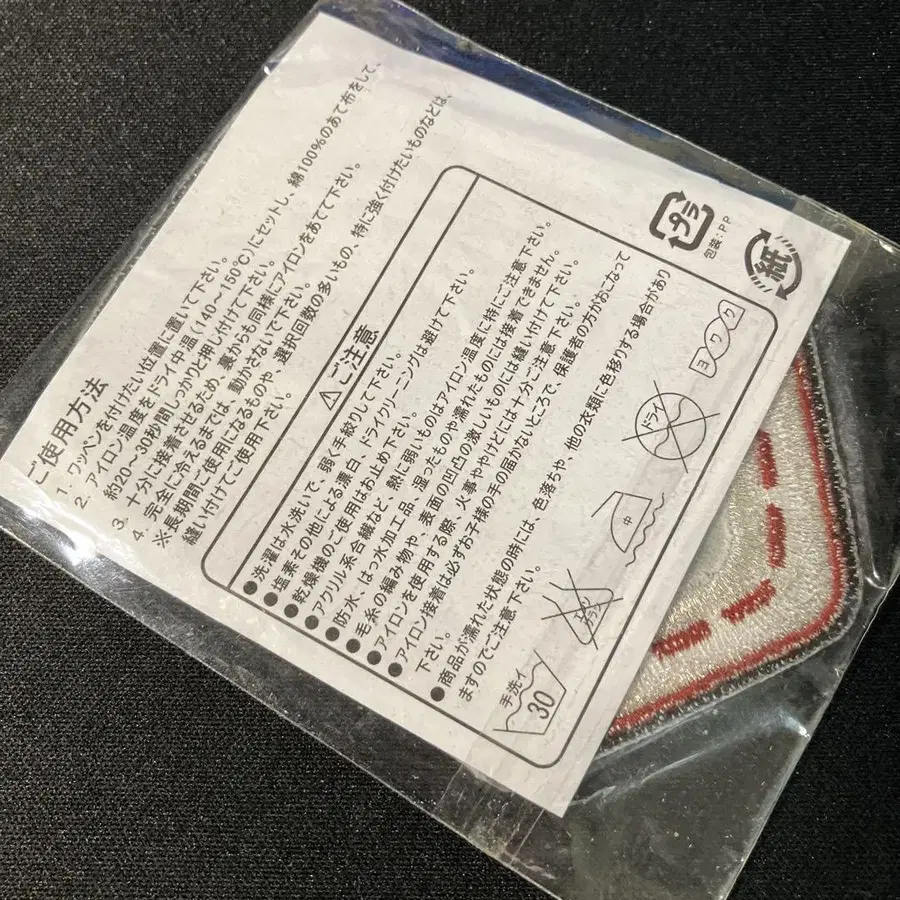 ご使用方法
1. ワッペンを付けたい位置に置いて下さい。
2. アイロン温度をドライ中温(140～150℃)にセットし、綿100%のあて布をして、
約20～30秒間しっかりと押し付けて下さい。
3. 十分に接着させるため、裏からも同様にアイロンをあてて下さい。
4. 完全に冷えるまでは、動かさないで下さい。
※長期間ご使用になるものや、選択回数の多いもの、特に強く付けたいものなどは、
縫い付けてご使用下さい。
⚠ご注意
●洗濯は水洗いで、弱く手絞りして下さい。
●塩素その他による漂白、ドライクリーニングは避けて下さい。
●乾燥機のご使用はお止め下さい。
●アクリル系合繊など、熱に弱いものはアイロン温度に特にご注意下さい。
●防水、はっ水加工品、湿ったものや濡れたものには接着できません。
●毛糸の編み物や、表面の凹凸の激しいものには縫い付けて下さい。
●アイロンを使用する際、火事ややけどには十分ご注意下さい。
●アイロン接着は必ずお子様の手の届かないところで、保護者の方がおこなって
下さい。
●商品が濡れた状態の時には、色落ちや、他の衣類に色移りする場合があり
ますのでご注意下さい。
手洗イ
30
エンソ
サラシ
中
ドライ
ヨワク
プラ
包装:PP
紙